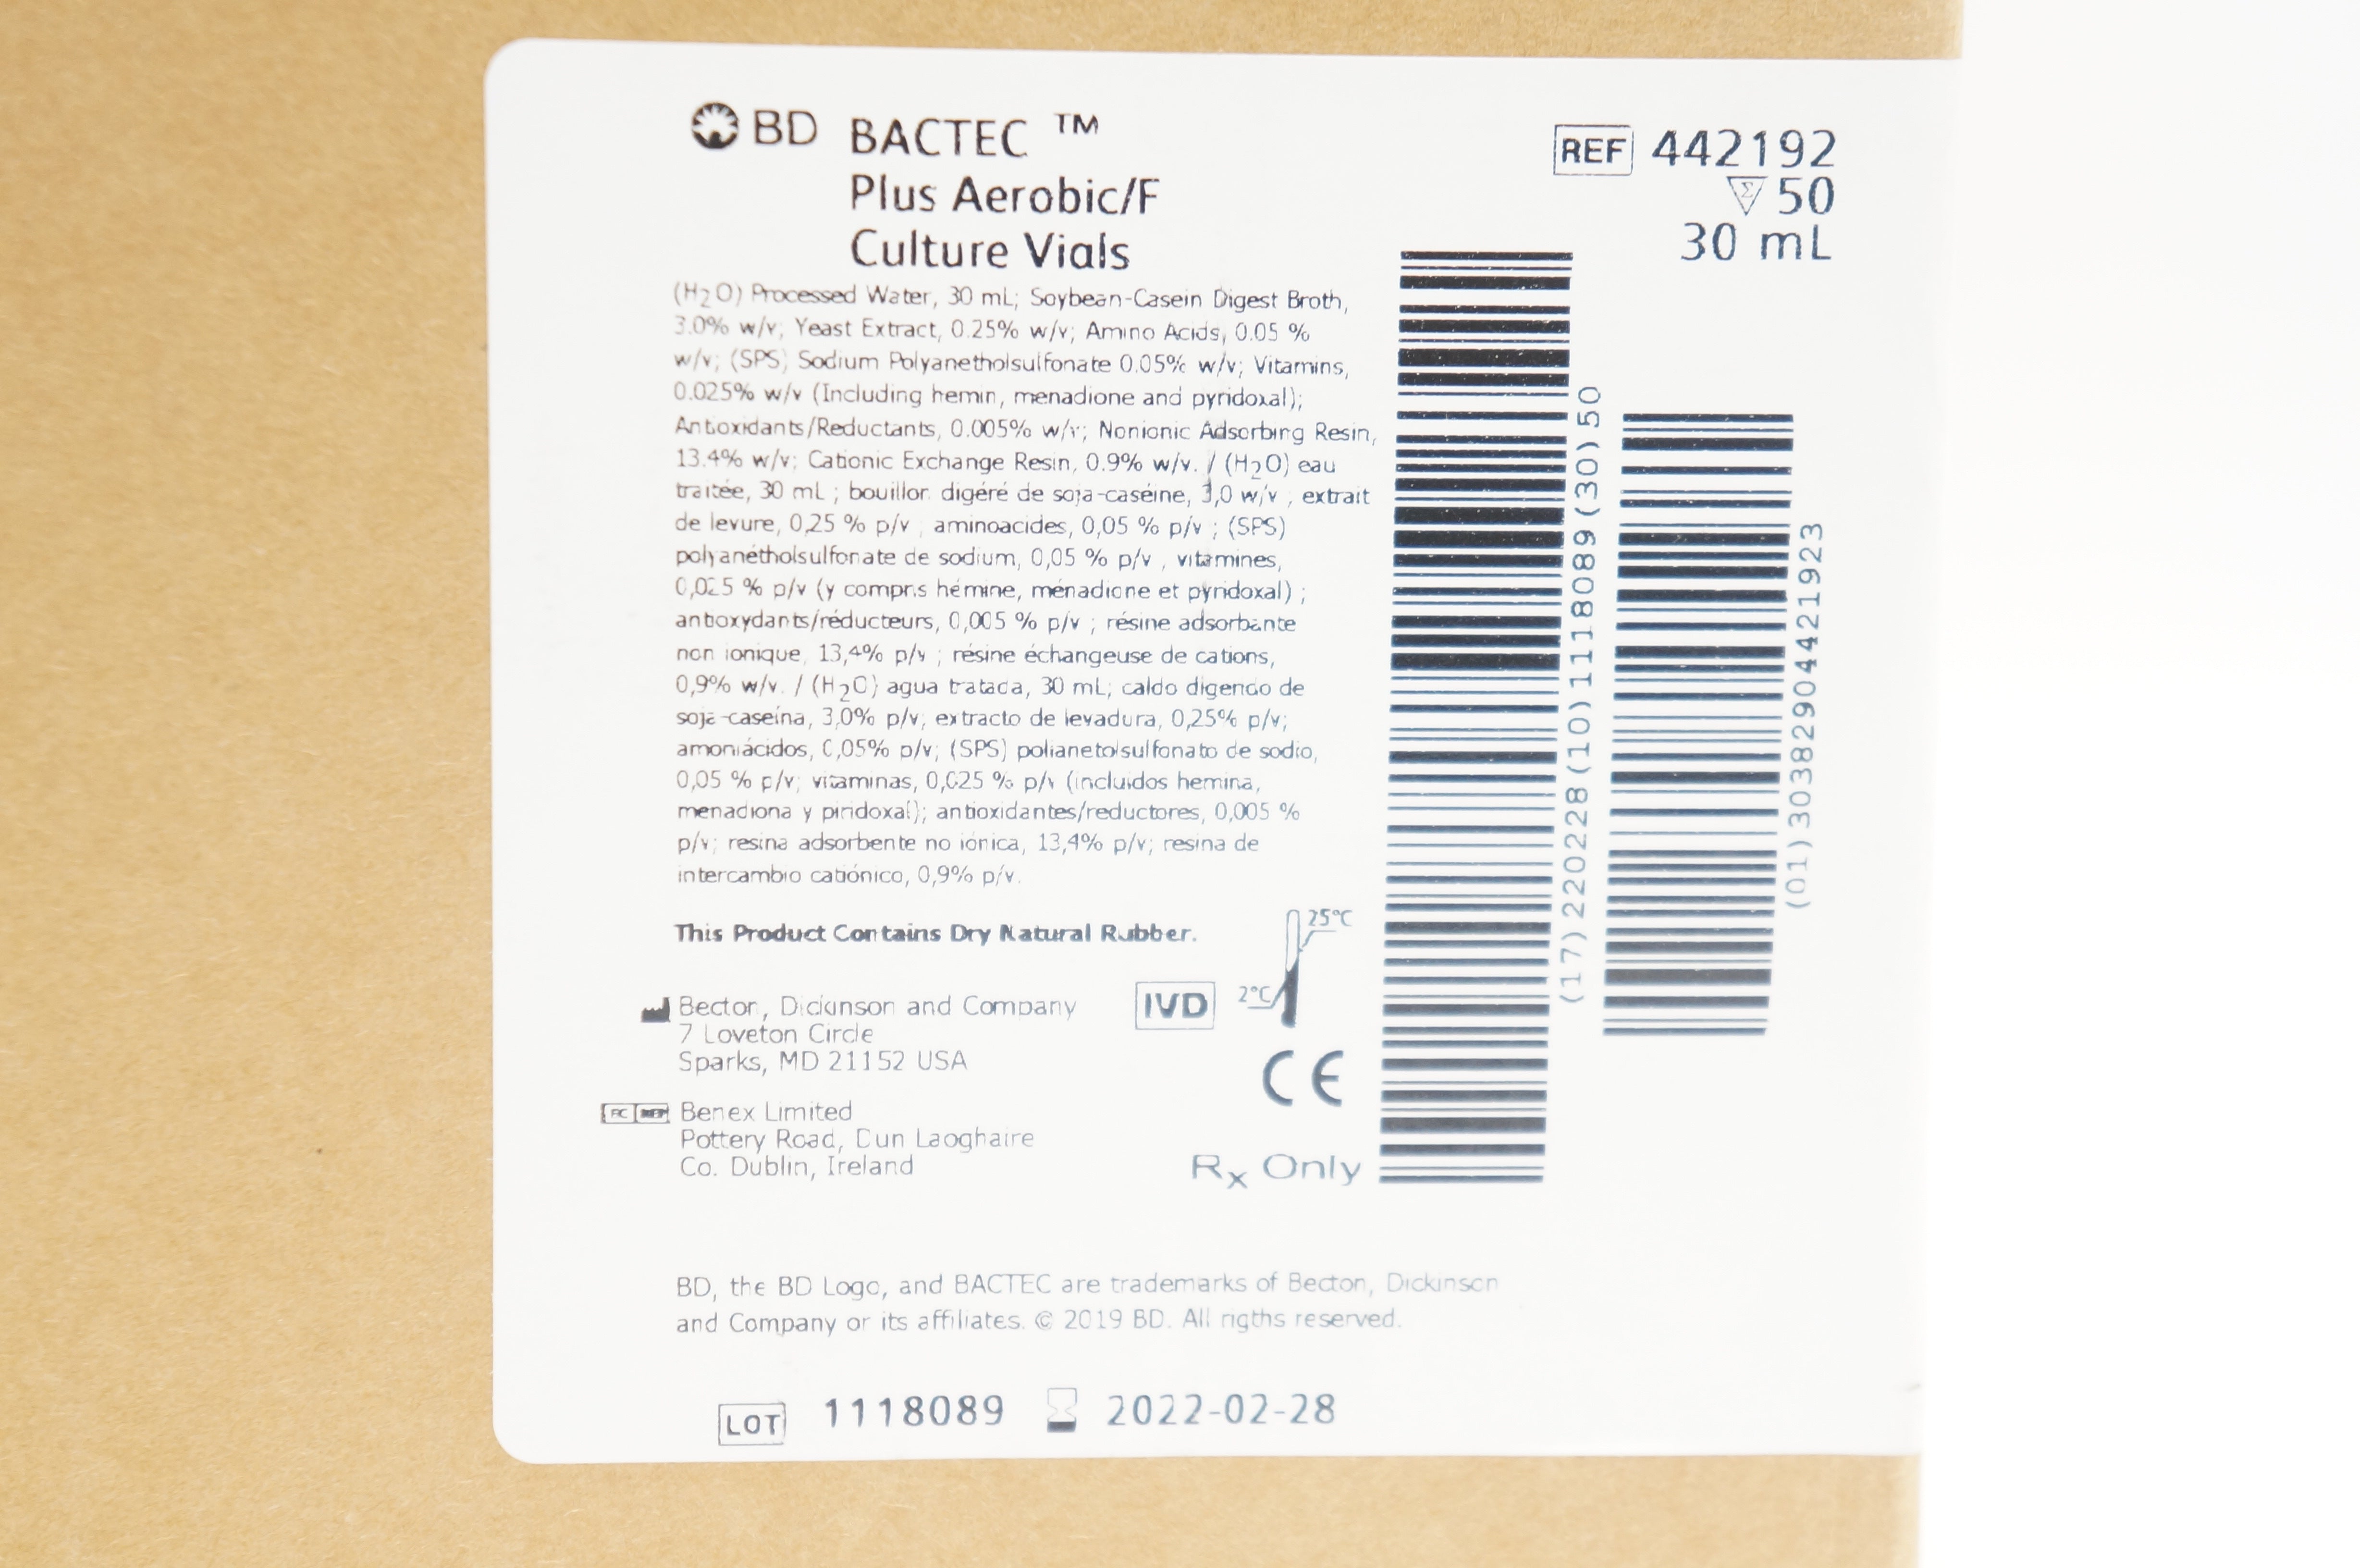 BD BACTEC ™
Plus Aerobic/F
Culture Vials
REF 442192
Σ 50
30 mL
(H2O) Processed Water, 30 mL; Soybean-Casein Digest Broth,
3.0% w/v; Yeast Extract, 0.25% w/v; Amino Acids, 0.05 %
w/v; (SPS) Sodium Polyanetholsulfonate 0.05% w/v; Vitamins,
0.025% w/v (Including hemin, menadione and pyridoxal);
Antioxidants/Reductants, 0.005% w/v; Nonionic Adsorbing Resin,
13.4% w/v; Cationic Exchange Resin, 0.9% w/v. / (H2O) eau
traitée, 30 mL ; bouillon digéré de soja-caséine, 3,0 w/v ; extrait
de levure, 0,25 % p/v ; aminoacides, 0,05 % p/v ; (SPS)
polyanétholsulfonate de sodium, 0,05 % p/v , vitamines,
0,025 % p/v (y compris hémine, ménadione et pyridoxal) ;
antioxydants/réducteurs, 0,005 % p/v ; résine adsorbante
non ionique, 13,4% p/v ; résine échangeuse de cations,
0,9% w/v. / (H2O) agua tratada, 30 mL; caldo digendo de
soja-caseína, 3,0% p/v; extracto de levadura, 0,25% p/v;
amoniácidos, 0,05% p/v; (SPS) polianetolsulfonato de sodio,
0,05 % p/v; vitaminas, 0,025 % p/v (incluidos hemina,
menadiona y piridoxal); antioxidantes/reductores, 0,005 %
p/v; resina adsorbente no iónica, 13,4% p/v; resina de
intercambio catiónico, 0,9% p/v.
This Product Contains Dry Natural Rubber.
25°C
2°C
IVD
Becton, Dickinson and Company
7 Loveton Circle
Sparks, MD 21152 USA
CE
EC REP Benex Limited
Pottery Road, Dun Laoghaire
Co. Dublin, Ireland
Rx Only
(17)220228(10)1118089(30)50
(01)30382904421923
BD, the BD Logo, and BACTEC are trademarks of Becton, Dickinson
and Company or its affiliates. © 2019 BD. All rigths reserved.
LOT 1118089 2022-02-28